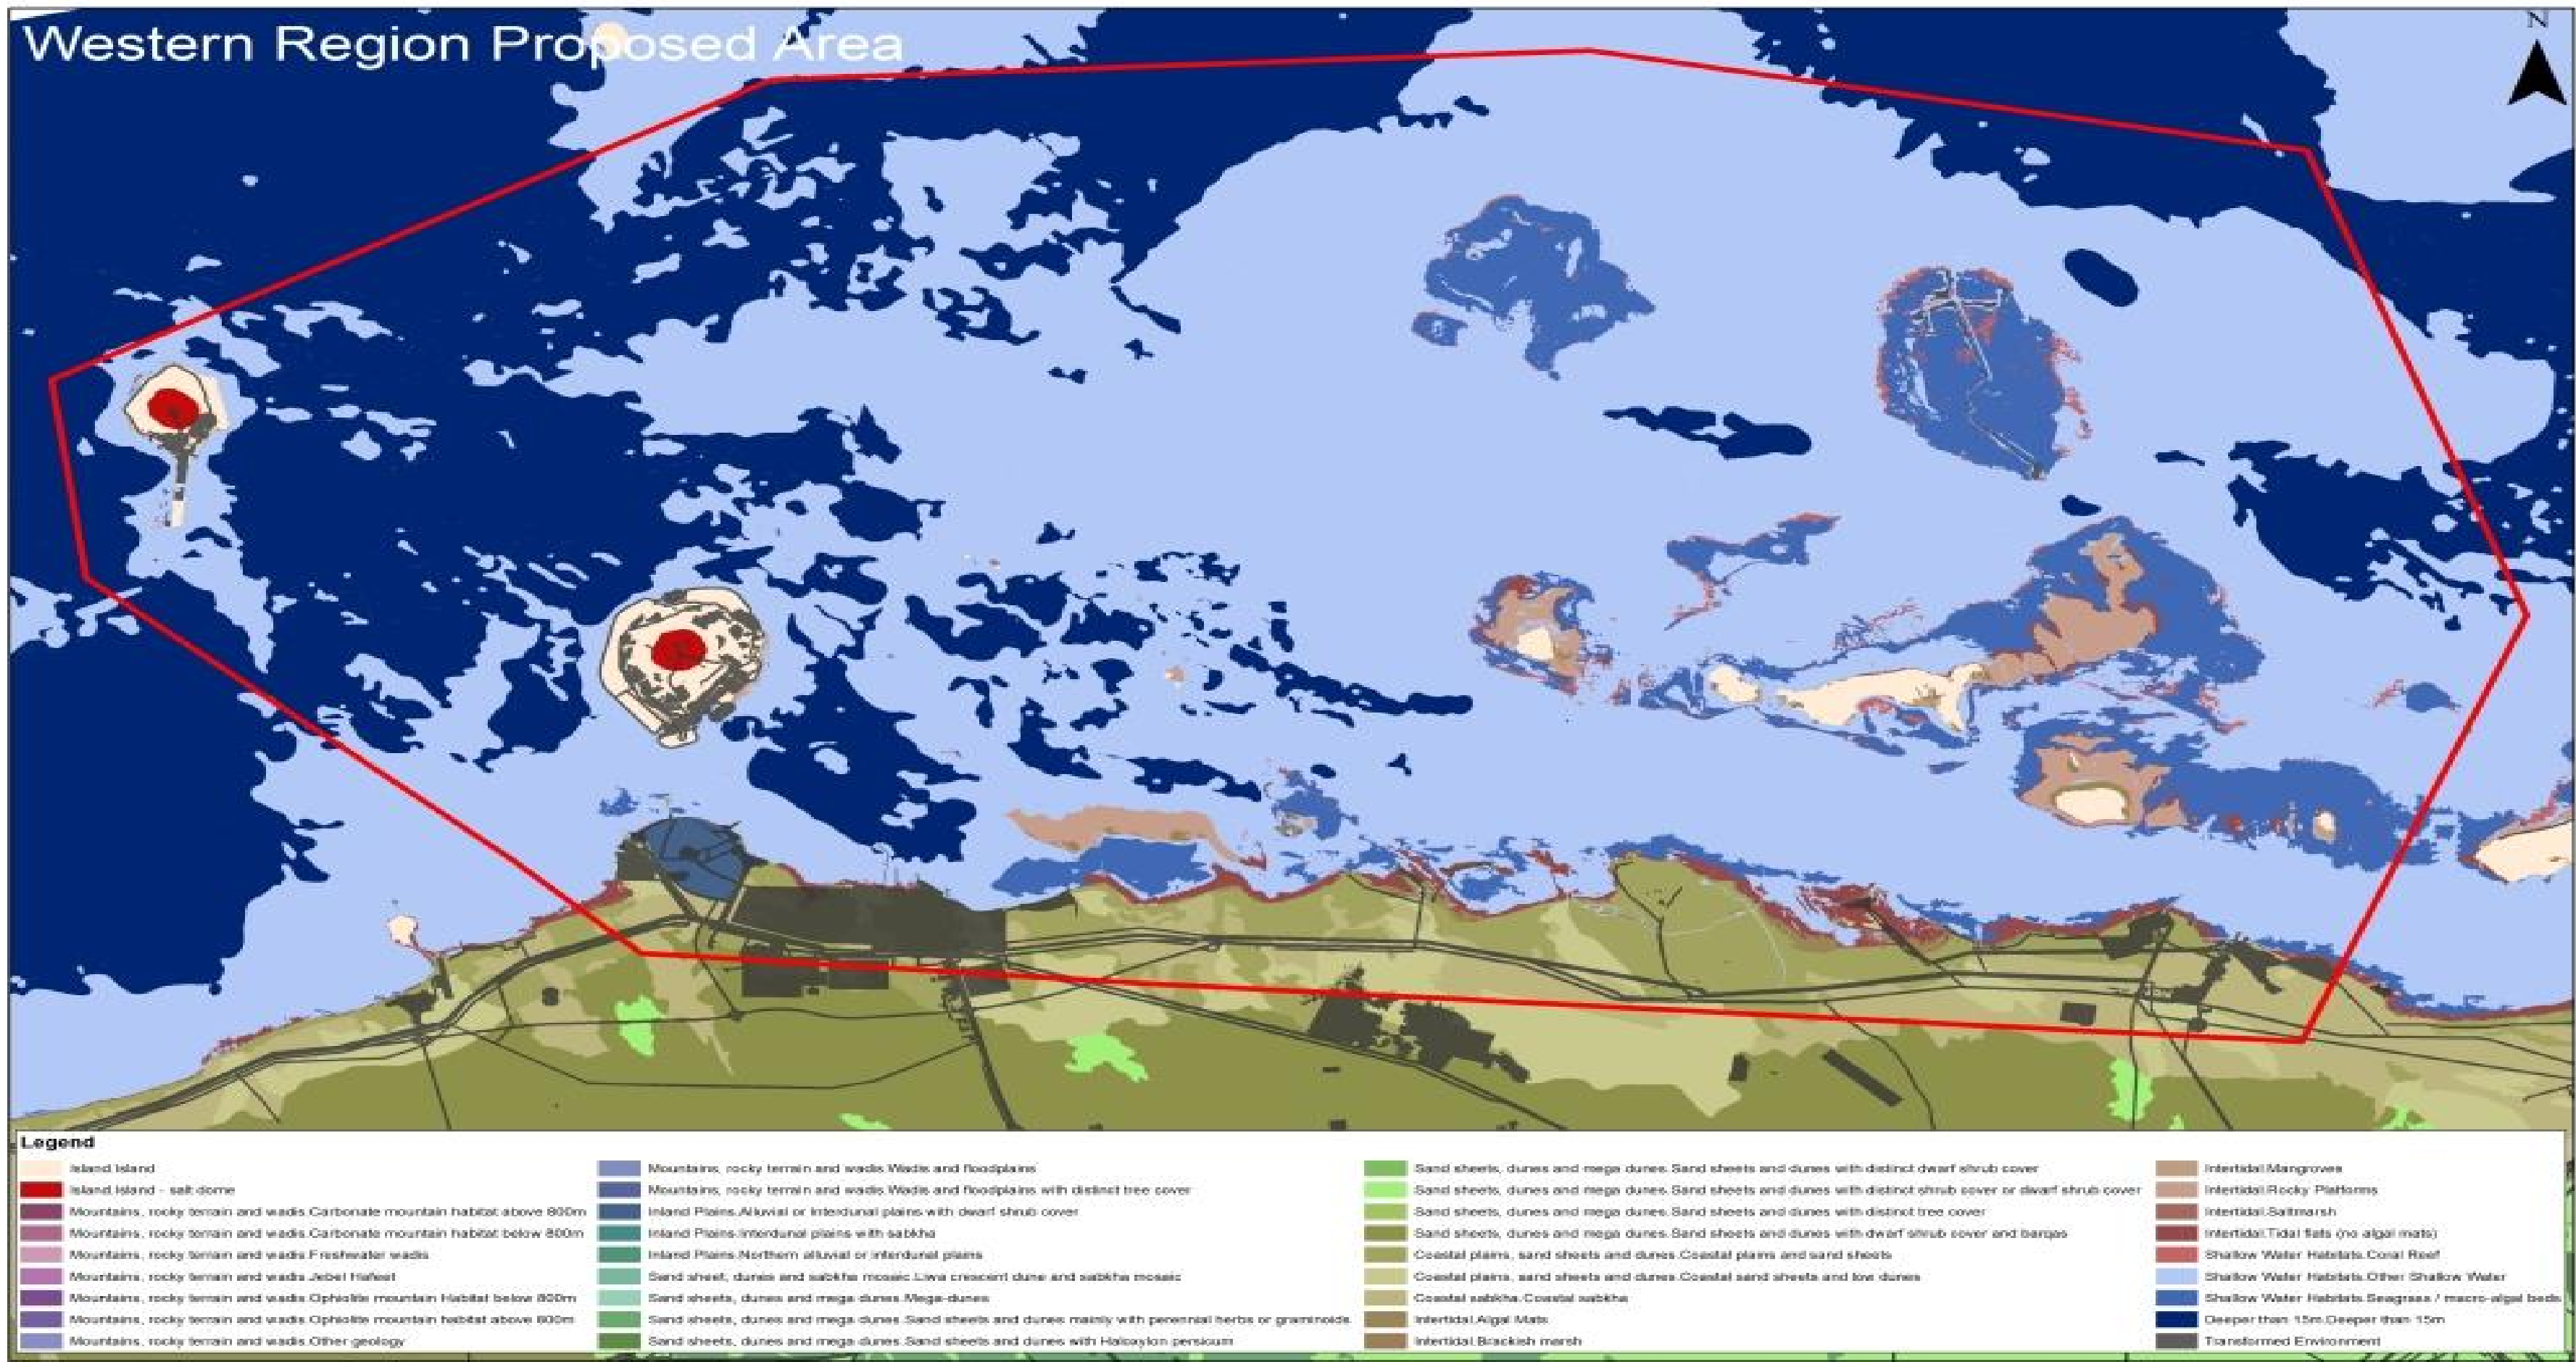 Western Region Proposed Area
N
Legend
Island.Island
Island.Island - salt dome
Mountains, rocky terrain and wadis.Carbonate mountain habitat above 800m
Mountains, rocky terrain and wadis.Carbonate mountain habitat below 800m
Mountains, rocky terrain and wadis.Freshwater wadis
Mountains, rocky terrain and wadis.Jebel Hafeet
Mountains, rocky terrain and wadis.Ophiolite mountain Habitat below 800m
Mountains, rocky terrain and wadis.Ophiolite mountain habitat above 800m
Mountains, rocky terrain and wadis.Other geology
Mountains, rocky terrain and wadis.Wadis and floodplains
Mountains, rocky terrain and wadis.Wadis and floodplains with distinct tree cover
Inland Plains.Alluvial or Interdunal plains with dwarf shrub cover
Inland Plains.Interdunal plains with sabkha
Inland Plains.Northern alluvial or interdunal plains
Sand sheet, dunes and sabkha mosaic.Liwa crescent dune and sabkha mosaic
Sand sheets, dunes and mega dunes.Mega-dunes
Sand sheets, dunes and mega dunes.Sand sheets and dunes mainly with perennial herbs or graminoids
Sand sheets, dunes and mega dunes.Sand sheets and dunes with Haloxylon persicum
Sand sheets, dunes and mega dunes.Sand sheets and dunes with distinct dwarf shrub cover
Sand sheets, dunes and mega dunes.Sand sheets and dunes with distinct shrub cover or dwarf shrub cover
Sand sheets, dunes and mega dunes.Sand sheets and dunes with distinct tree cover
Sand sheets, dunes and mega dunes.Sand sheets and dunes with dwarf shrub cover and barqas
Coastal plains, sand sheets and dunes.Coastal plains and sand sheets
Coastal plains, sand sheets and dunes.Coastal sand sheets and low dunes
Coastal sabkha.Coastal sabkha
Intertidal.Algal Mats
Intertidal.Brackish marsh
Intertidal.Mangroves
Intertidal.Rocky Platforms
Intertidal.Saltmarsh
Intertidal.Tidal flats (no algal mats)
Shallow Water Habitats.Coral Reef
Shallow Water Habitats.Other Shallow Water
Shallow Water Habitats.Seagrass / macro-algal beds
Deeper than 15m.Deeper than 15m
Transformed Environment